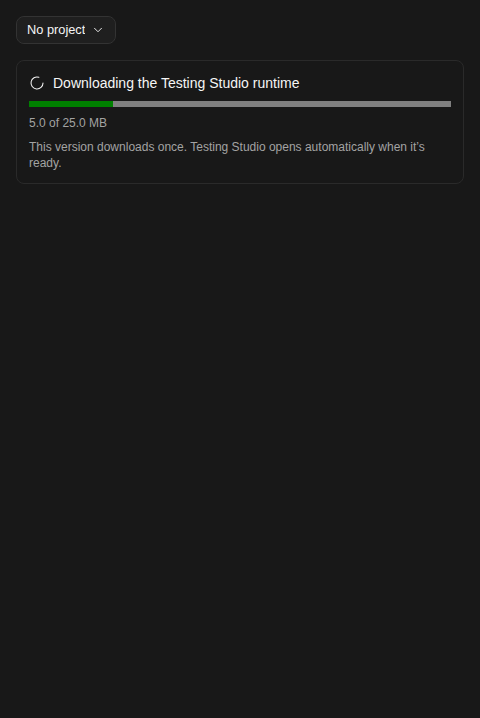 No project
Downloading the Testing Studio runtime
5.0 of 25.0 MB
This version downloads once. Testing Studio opens automatically when it's
ready.